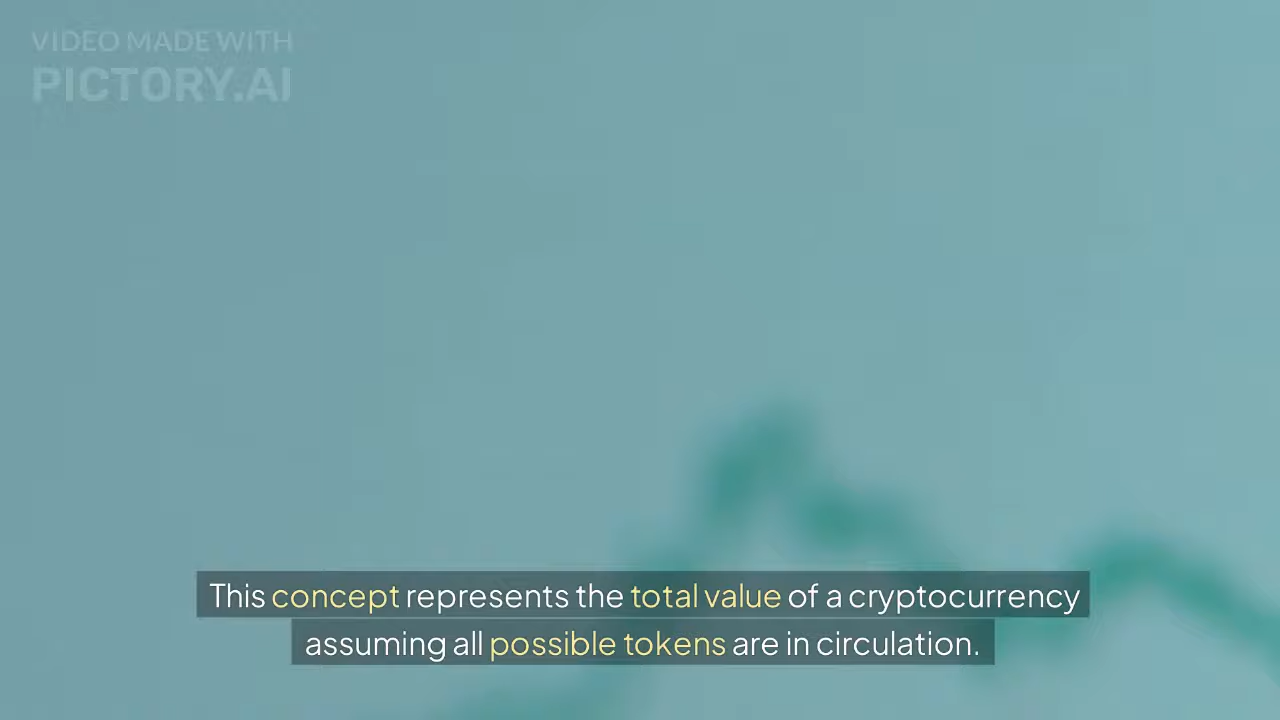 VIDEO MADE WITH
PICTORY.AI
This concept represents the total value of a cryptocurrency
assuming all possible tokens are in circulation.